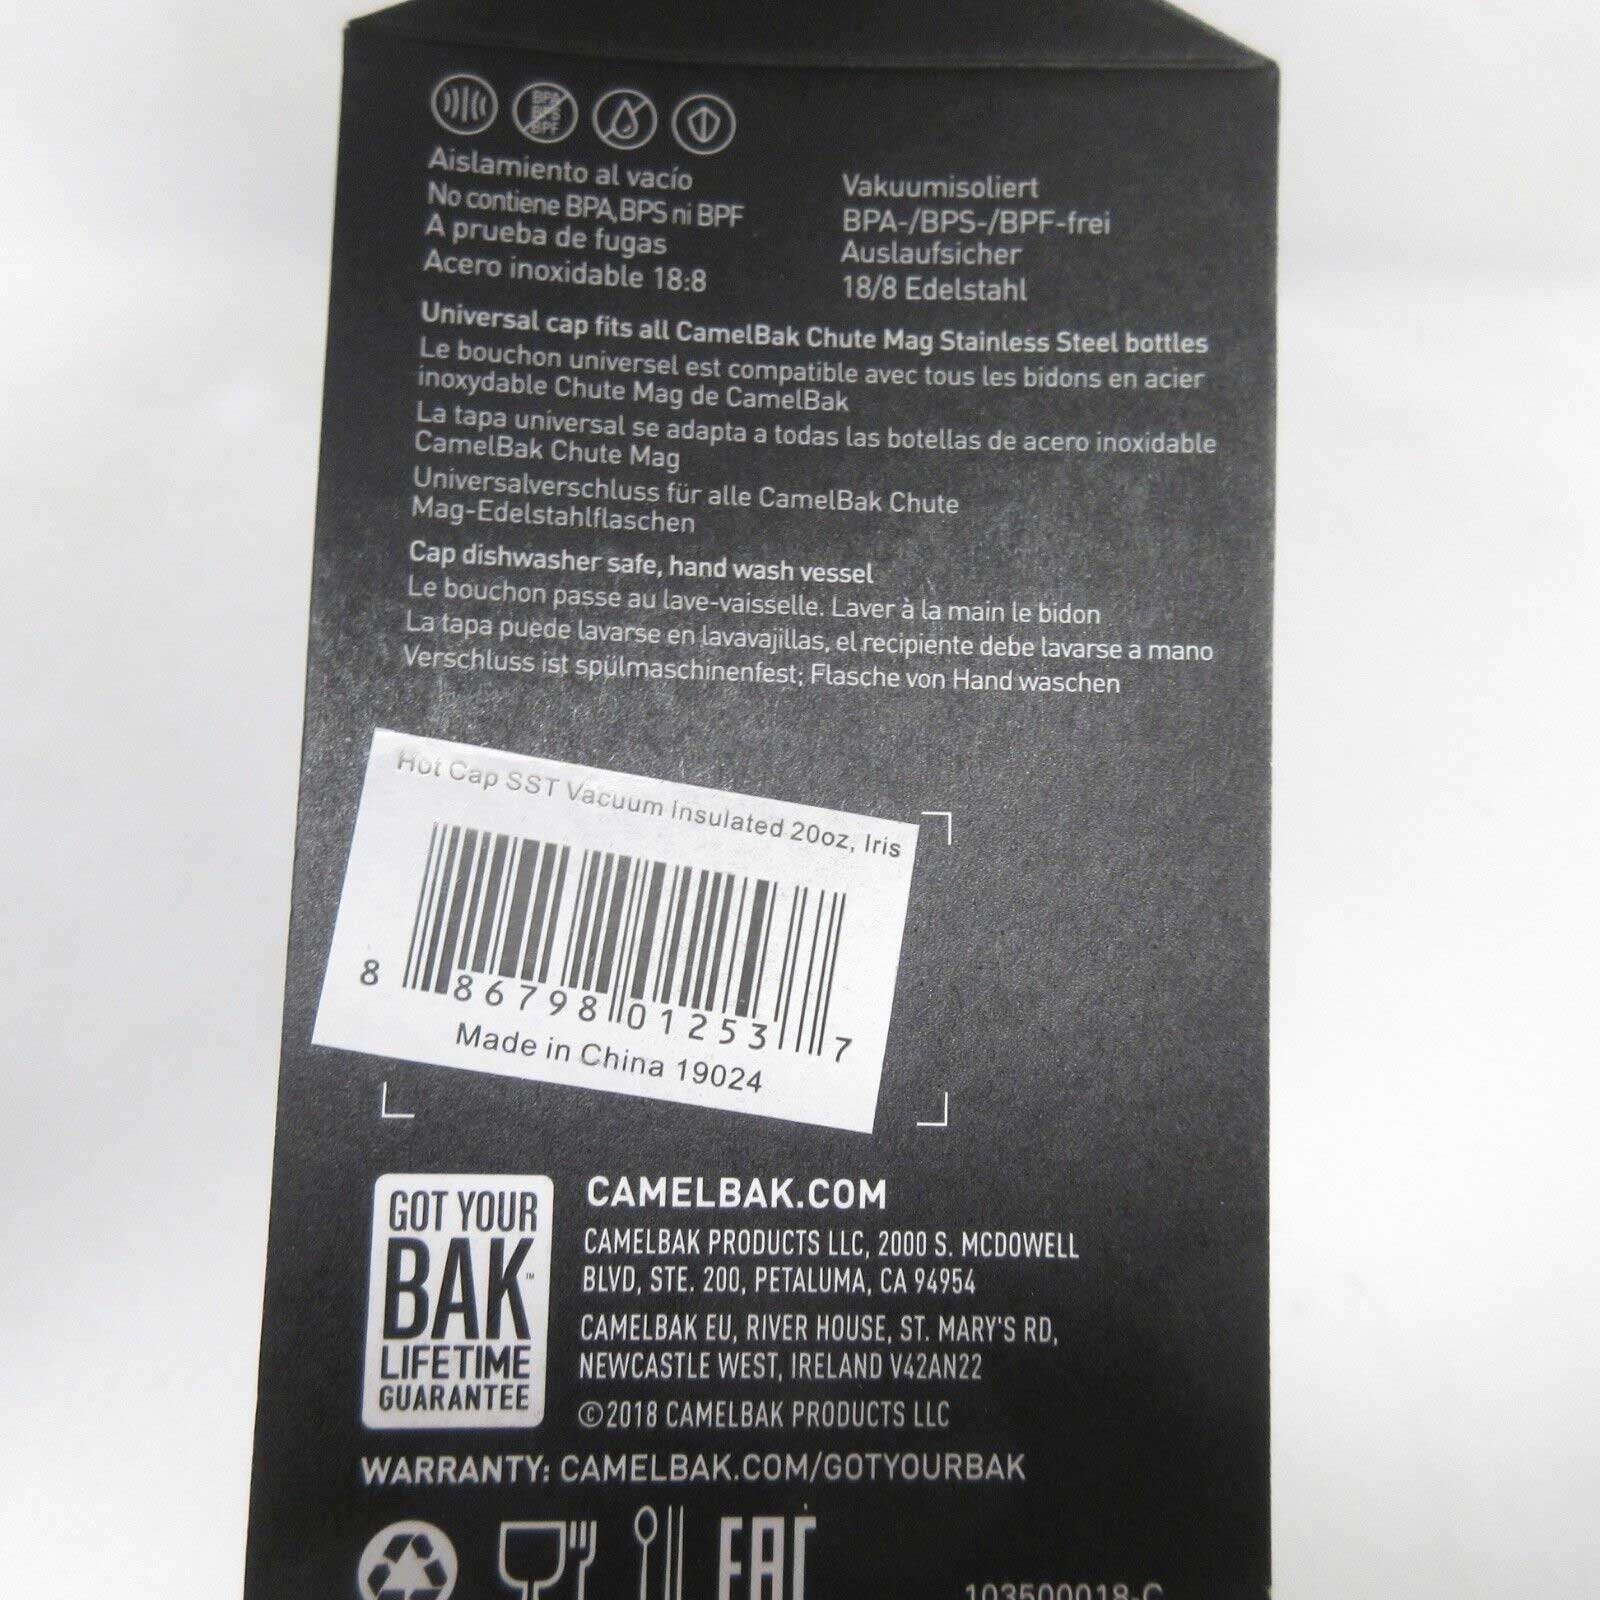 BPA
BPS
BPF
Aislamiento al vacío
No contiene BPA, BPS ni BPF
A prueba de fugas
Acero inoxidable 18:8
Vakuumisoliert
BPA-/BPS-/BPF-frei
Auslaufsicher
18/8 Edelstahl
Universal cap fits all CamelBak Chute Mag Stainless Steel bottles
Le bouchon universel est compatible avec tous les bidons en acier
inoxydable Chute Mag de CamelBak
La tapa universal se adapta a todas las botellas de acero inoxidable
CamelBak Chute Mag
Universalverschluss für alle CamelBak Chute
Mag-Edelstahlflaschen
Cap dishwasher safe, hand wash vessel
Le bouchon passe au lave-vaisselle. Laver à la main le bidon
La tapa puede lavarse en lavavajillas, el recipiente debe lavarse a mano
Verschluss ist spülmaschinenfest; Flasche von Hand waschen
Hot Cap SST Vacuum Insulated 20oz, Iris
8 86798 01253 7
Made in China 19024
GOT YOUR
BAK™
LIFETIME
GUARANTEE
CAMELBAK.COM
CAMELBAK PRODUCTS LLC, 2000 S. MCDOWELL
BLVD, STE. 200, PETALUMA, CA 94954
CAMELBAK EU, RIVER HOUSE, ST. MARY'S RD,
NEWCASTLE WEST, IRELAND V42AN22
©2018 CAMELBAK PRODUCTS LLC
WARRANTY: CAMELBAK.COM/GOTYOURBAK
EAC
103500018-C